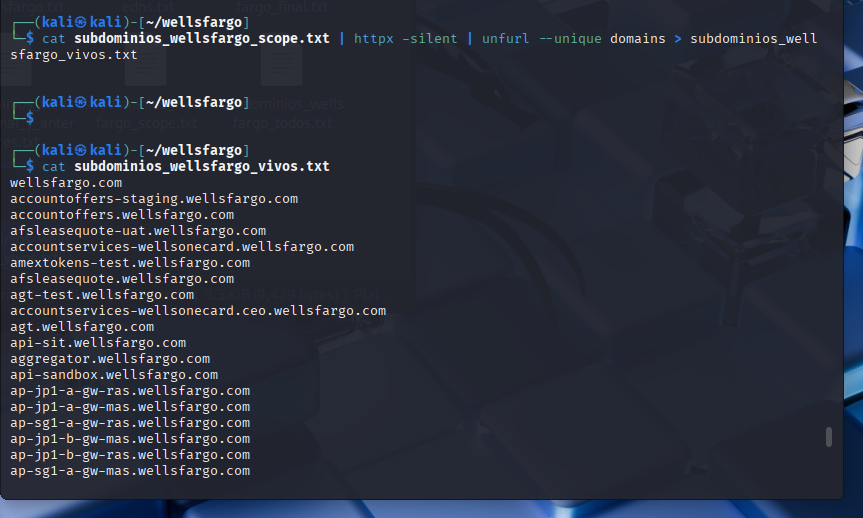 ┌──(kali㉿kali)-[~/wellsfargo]
└─$ cat subdominios_wellsfargo_scope.txt | httpx -silent | unfurl --unique domains > subdominios_well
sfargo_vivos.txt
┌──(kali㉿kali)-[~/wellsfargo]
└─$
┌──(kali㉿kali)-[~/wellsfargo]
└─$ cat subdominios_wellsfargo_vivos.txt
wellsfargo.com
accountoffers-staging.wellsfargo.com
accountoffers.wellsfargo.com
afsleasequote-uat.wellsfargo.com
accountservices-wellsonecard.wellsfargo.com
amextokens-test.wellsfargo.com
afsleasequote.wellsfargo.com
agt-test.wellsfargo.com
accountservices-wellsonecard.ceo.wellsfargo.com
agt.wellsfargo.com
api-sit.wellsfargo.com
aggregator.wellsfargo.com
api-sandbox.wellsfargo.com
ap-jp1-a-gw-ras.wellsfargo.com
ap-jp1-a-gw-mas.wellsfargo.com
ap-sg1-a-gw-ras.wellsfargo.com
ap-jp1-b-gw-mas.wellsfargo.com
ap-jp1-b-gw-ras.wellsfargo.com
ap-sg1-a-gw-mas.wellsfargo.com